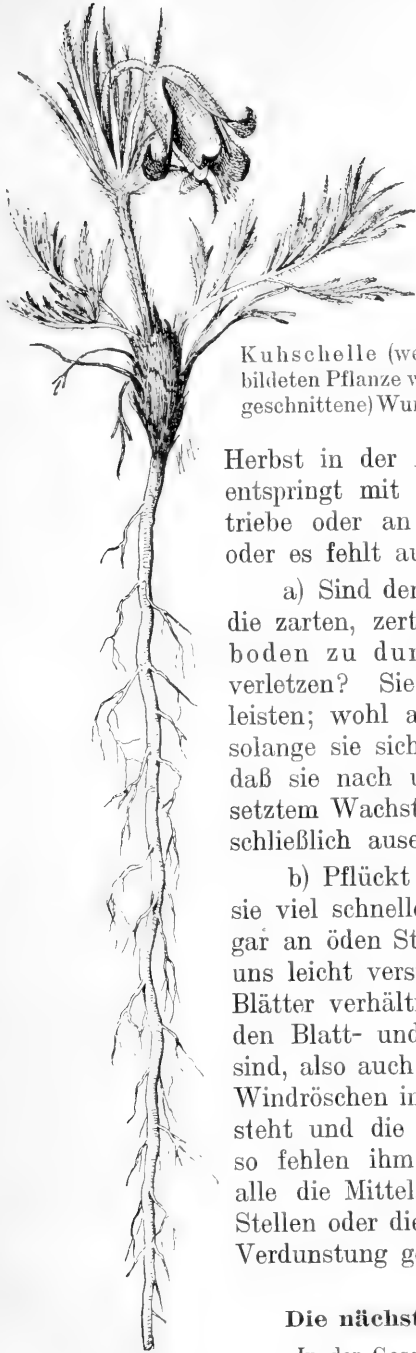 Kuhschelle (we
bildeten Pflanze v
geschnittene) Wur
Herbst in der
entspringt mit
triebe oder an
oder es fehlt au
a) Sind der
die zarten, zert
boden zu dur
verletzen? Sie
leisten; wohl a
solange sie sich
daß sie nach u
setztem Wachst
schließlich ause
b) Pflückt
sie viel schnelle
gar an öden St
uns leicht vers
Blätter verhält
den Blatt- und
sind, also auch
Windröschen in
steht und die
so fehlen ihm
alle die Mittel
Stellen oder die
Verdunstung ge
Die nächst